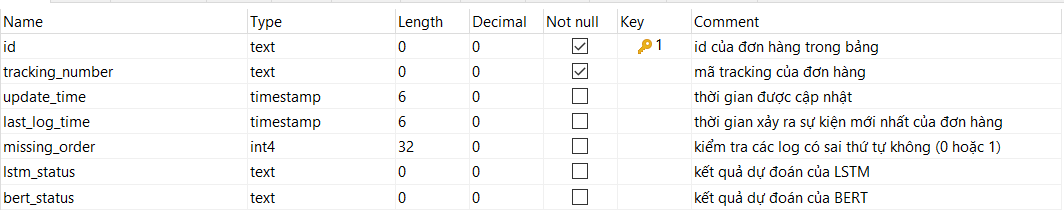 Name Type Length Decimal Not null Key Comment
id text 0 0 1 id của đơn hàng trong bảng
tracking_number text 0 0 mã tracking của đơn hàng
update_time timestamp 6 0 thời gian được cập nhật
last_log_time timestamp 6 0 thời gian xảy ra sự kiện mới nhất của đơn hàng
missing_order int4 32 0 kiểm tra các log có sai thứ tự không (0 hoặc 1)
lstm_status text 0 0 kết quả dự đoán của LSTM
bert_status text 0 0 kết quả dự đoán của BERT